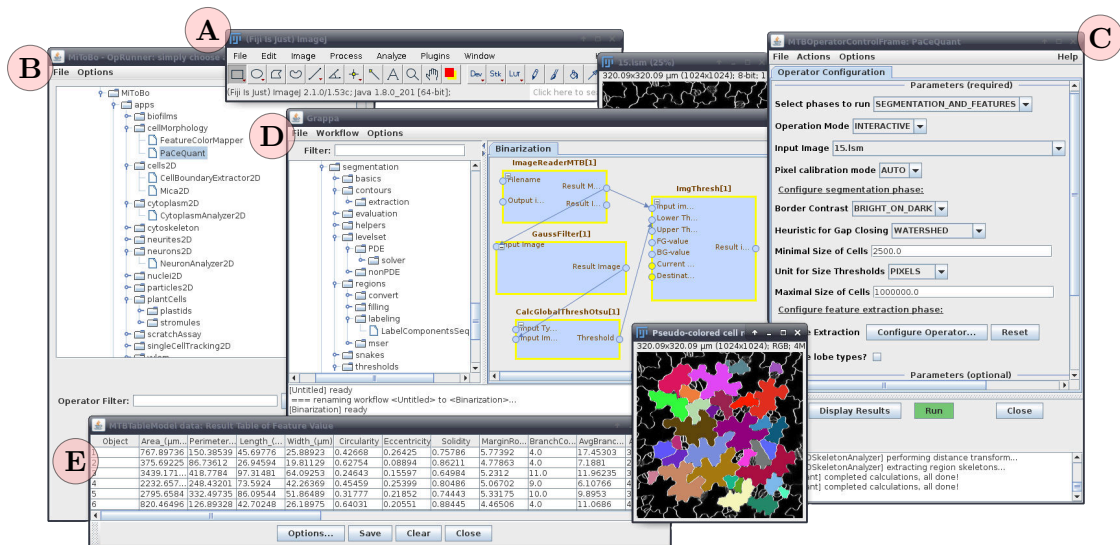 A
(Fiji Is Just) ImageJ
File Edit Image Process Analyze Plugins Window
Dev. Stk Lut
(Fiji Is Just) ImageJ 2.1.0/1.53c; Java 1.8.0_201 [64-bit];
Click here to se
15.lsm (25%)
320.09x320.09 µm (1024x1024); 8-bit; 1
B
MiToBo - OpRunner: simply choose
File Options
MiToBo
apps
biofilms
cellMorphology
FeatureColorMapper
PaCeQuant
cells2D
CellBoundaryExtractor2D
Mica2D
cytoplasm2D
CytoplasmAnalyzer2D
cytoskeleton
neurites2D
neurons2D
NeuronAnalyzer2D
nuclei2D
particles2D
plantCells
plastids
stromules
scratchAssay
singleCellTracking2D
Operator Filter:
C
MTBOperatorControlFrame: PaCeQuant
File Actions Options Help
Operator Configuration
Parameters (required)
Select phases to run SEGMENTATION_AND_FEATURES
Operation Mode INTERACTIVE
Input Image 15.lsm
Pixel calibration mode AUTO
Configure segmentation phase:
Border Contrast BRIGHT_ON_DARK
Heuristic for Gap Closing WATERSHED
Minimal Size of Cells 2500.0
Unit for Size Thresholds PIXELS
Maximal Size of Cells 1000000.0
Configure feature extraction phase:
Extraction Configure Operator... Reset
lobe types?
Parameters (optional)
Display Results Run Close
SkeletonAnalyzer] performing distance transform...
SkeletonAnalyzer] extracting region skeletons...
ant] completed calculations, all done!
ant] completed calculations, all done!
D
Grappa
File Workflow Options
Filter:
segmentation
basics
contours
extraction
evaluation
helpers
levelset
PDE
solver
nonPDE
regions
convert
filling
labeling
LabelComponentsSeq
mser
snakes
thresholds
Binarization
ImageReaderMTB[1]
Filename
Output i...
Result M...
Result I...
GaussFilter[1]
Input Image
Result Image
CalcGlobalThreshOtsu[1]
Input Ty...
Input Im...
Threshold
ImgThresh[1]
Input im...
Lower Th...
Upper Th...
FG-value
BG-value
Current ...
Destinat...
Result i...
[Untitled] ready
=== renaming workflow <Untitled> to <Binarization>...
[Binarization] ready
Pseudo-colored cell r
320.09x320.09 µm (1024x1024); RGB; 4M
E
MTBTableModel data: Result Table of Feature Value
Object Area_(µm... Perimeter... Length_(... Width_(µm) Circularity Eccentricity Solidity MarginRo... BranchCo... AvgBranc...
767.89736 150.38539 45.69776 25.88923 0.42668 0.26425 0.75786 5.77392 4.0 17.45303
2 375.69225 86.73612 26.94594 19.81129 0.62754 0.08894 0.86211 4.77863 4.0 7.1881
3439.171... 418.7784 97.31481 64.09253 0.24643 0.15597 0.64984 5.2312 11.0 11.96235
4 2232.657... 248.43201 73.5924 42.26369 0.45459 0.25399 0.80486 5.06702 9.0 6.10766
5 2795.6584 332.49735 86.09544 51.86489 0.31777 0.21852 0.74443 5.33175 10.0 9.8953
6 820.46496 126.89328 42.70248 26.18975 0.64031 0.20551 0.88445 4.46506 4.0 11.0686
Options... Save Clear Close